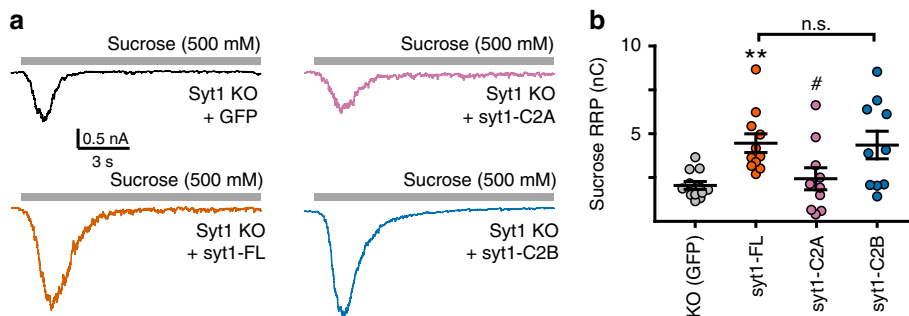 a
Sucrose (500 mM)
Syt1 KO
+ GFP
0.5 nA
3 s
Sucrose (500 mM)
Syt1 KO
+ syt1-C2A
Sucrose (500 mM)
Syt1 KO
+ syt1-FL
Sucrose (500 mM)
Syt1 KO
+ syt1-C2B
b
n.s.
10
**
#
5
Sucrose RRP (nC)
KO (GFP)
syt1-FL
syt1-C2A
syt1-C2B